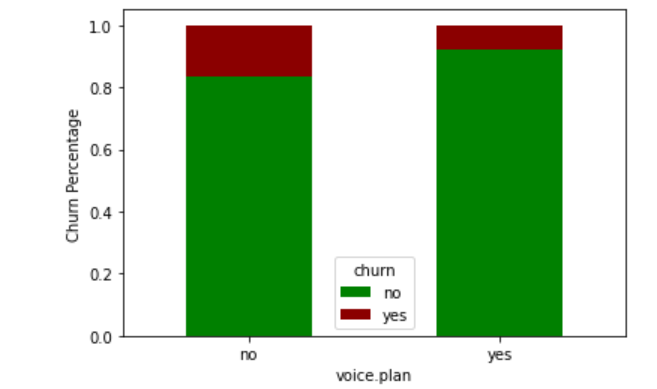 Churn Percentage
1.0
0.8
0.6
0.4
0.2
0.0
churn
no
yes
no yes
voice.plan